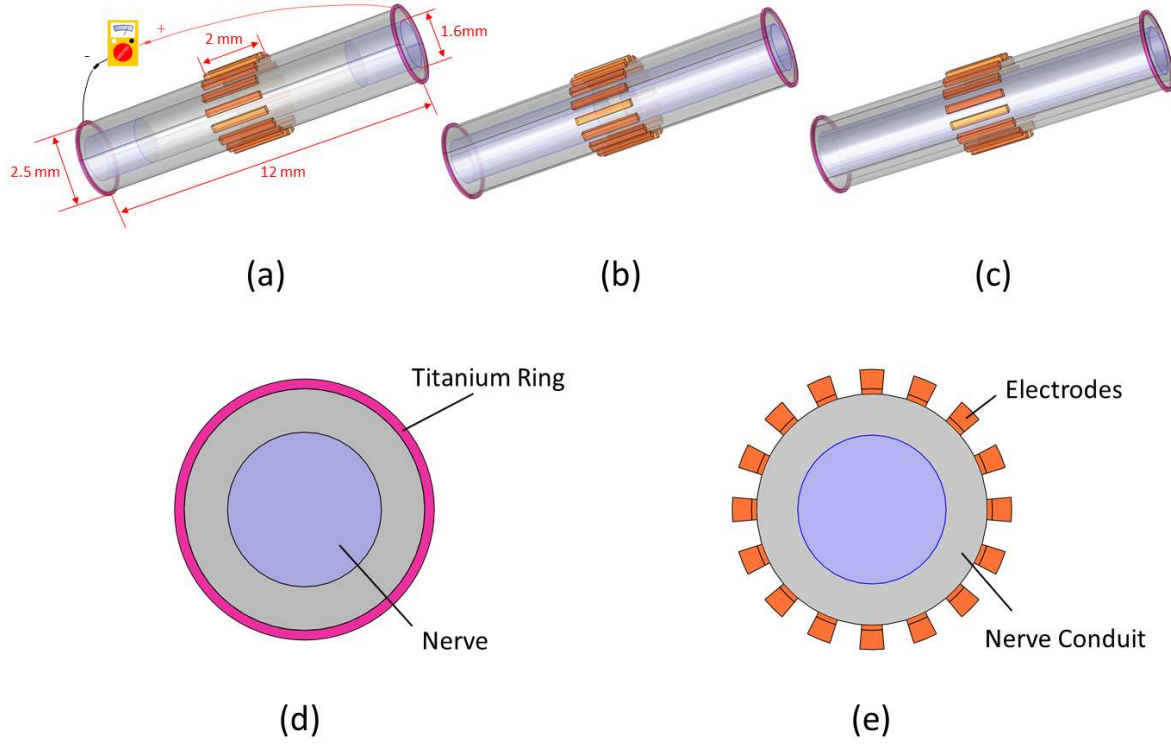 +
-
2 mm
1.6mm
2.5 mm
12 mm
(a)
(b)
(c)
Titanium Ring
Electrodes
Nerve
Nerve Conduit
(d)
(e)